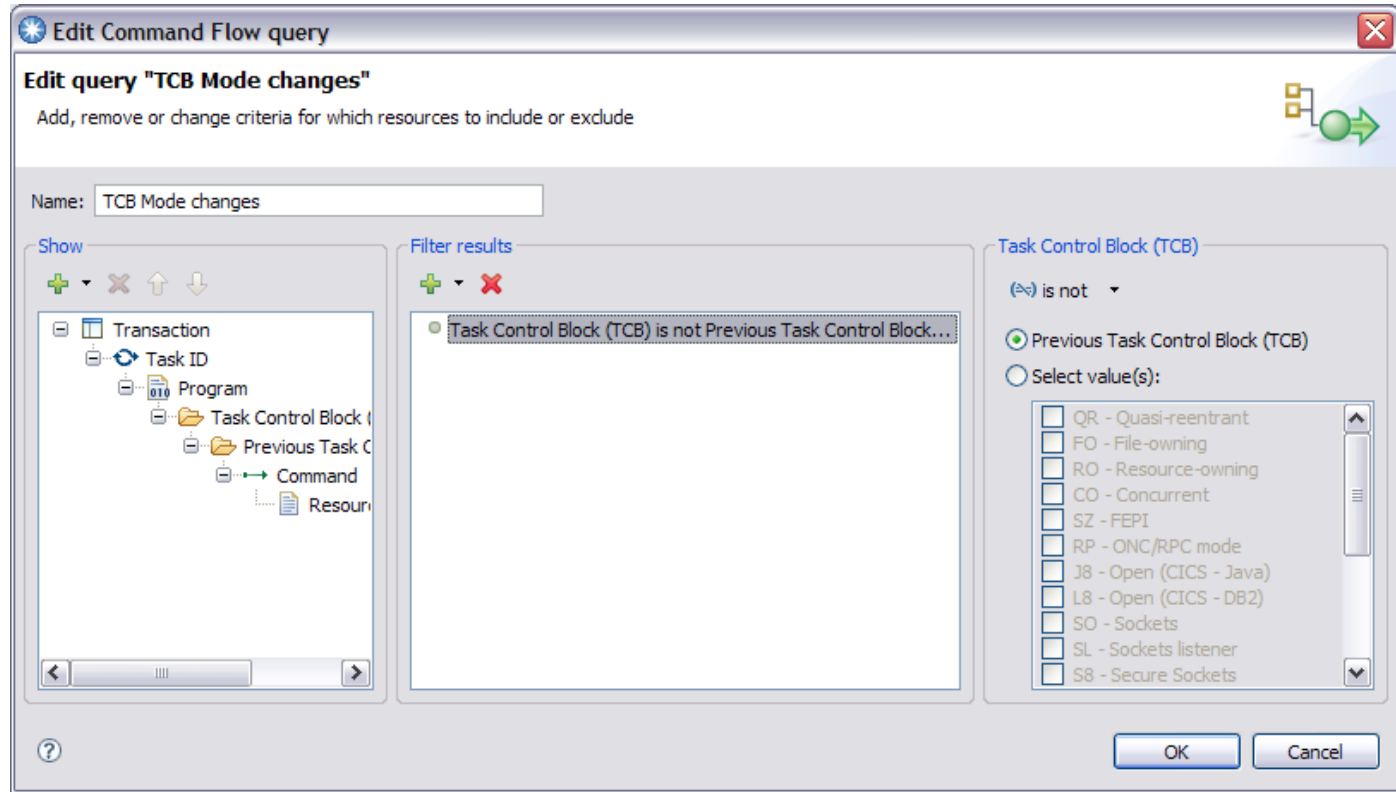 Edit Command Flow query
Edit query "TCB Mode changes"
Add, remove or change criteria for which resources to include or exclude
Name: TCB Mode changes
Show
Transaction
Task ID
Program
Task Control Block (
Previous Task C
Command
Resour
Filter results
Task Control Block (TCB) is not Previous Task Control Block...
Task Control Block (TCB)
is not
Previous Task Control Block (TCB)
Select value(s):
QR - Quasi-reentrant
FO - File-owning
RO - Resource-owning
CO - Concurrent
SZ - FEPI
RP - ONC/RPC mode
J8 - Open (CICS - Java)
L8 - Open (CICS - DB2)
SO - Sockets
SL - Sockets listener
S8 - Secure Sockets
OK
Cancel